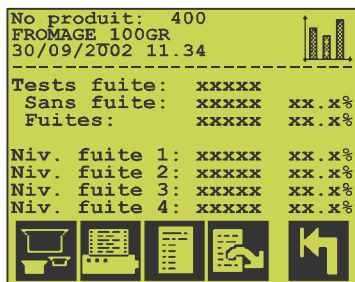 No produit: 400
FROMAGE 100GR
30/09/2002 11.34
Tests fuite: xxxxx
Sans fuite: xxxxx xx.x%
Fuites: xxxxx xx.x%
Niv. fuite 1: xxxxx xx.x%
Niv. fuite 2: xxxxx xx.x%
Niv. fuite 3: xxxxx xx.x%
Niv. fuite 4: xxxxx xx.x%